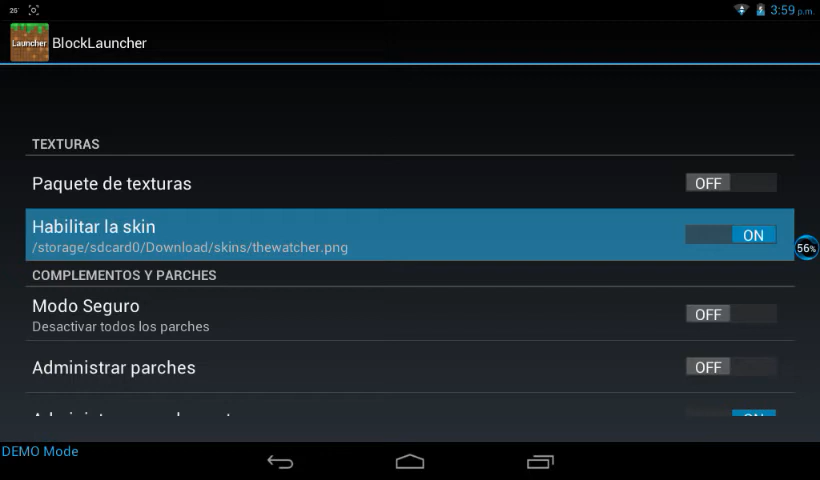 25°
3:59 p.m.
Launcher
BlockLauncher
TEXTURAS
Paquete de texturas
OFF
Habilitar la skin
/storage/sdcard0/Download/skins/thewatcher.png
ON
56%
COMPLEMENTOS Y PARCHES
Modo Seguro
Desactivar todos los parches
OFF
Administrar parches
OFF
ON
DEMO Mode